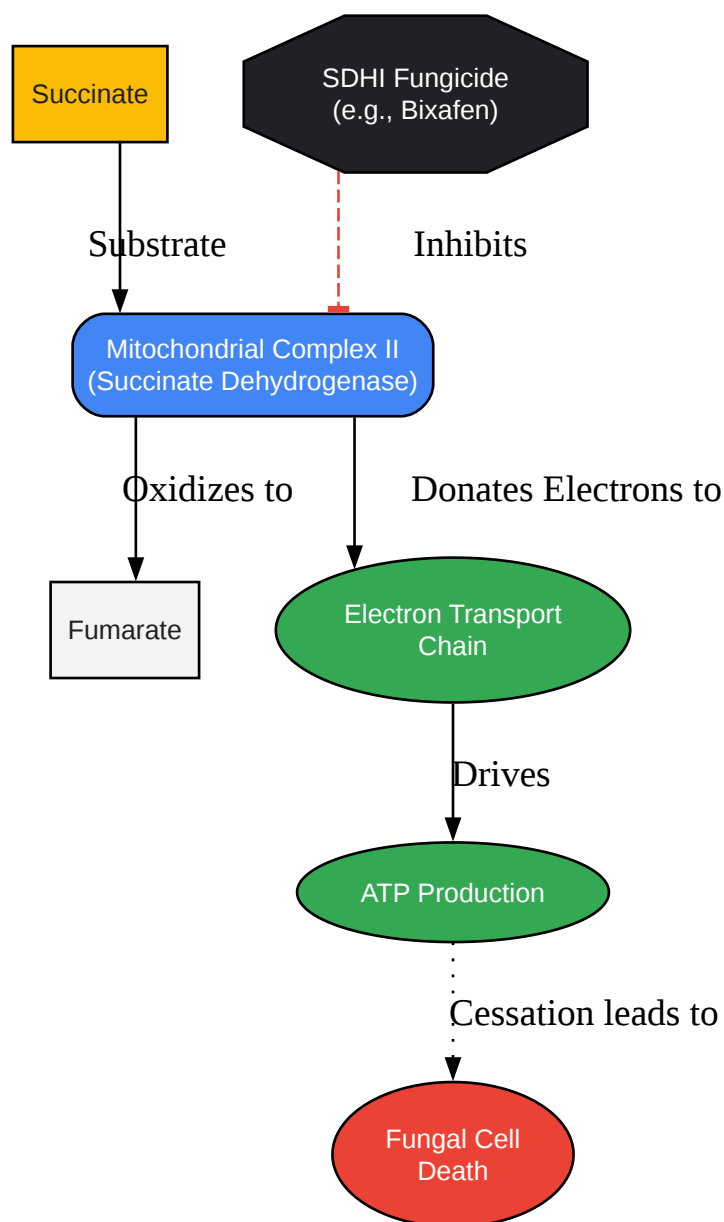 Succinate
SDHI Fungicide
(e.g., Bixafen)
Substrate
Inhibits
Mitochondrial Complex II
(Succinate Dehydrogenase)
Oxidizes to
Donates Electrons to
Fumarate
Electron Transport
Chain
Drives
ATP Production
Cessation leads to
Fungal Cell
Death